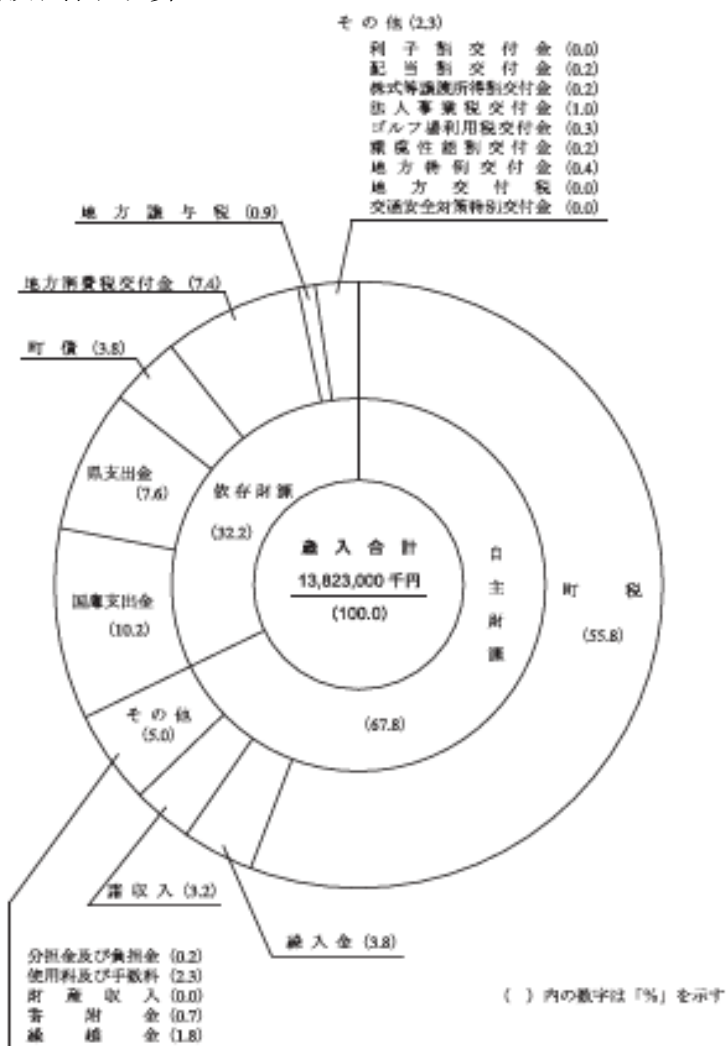 そ の 他 (2.3)
利 子 割 交 付 金 (0.0)
配 当 割 交 付 金 (0.2)
株式等譲渡所得割交付金 (0.2)
法 人 事 業 税 交 付 金 (1.0)
ゴルフ場利用税交付金 (0.3)
環 境 性 能 割 交 付 金 (0.2)
地 方 特 例 交 付 金 (0.4)
地 方 交 付 税 (0.0)
交通安全対策特別交付金 (0.0)
地 方 譲 与 税 (0.9)
地方消費税交付金 (7.4)
町 債 (3.8)
県支出金
(7.6)
依 存 財 源
(32.2)
国庫支出金
(10.2)
歳 入 合 計
13,823,000 千円
(100.0)
自
主
財
源
(67.8)
町 税
(55.8)
そ の 他
(5.0)
諸 収 入 (3.2)
繰 入 金 (3.8)
分担金及び負担金 (0.2)
使用料及び手数料 (2.3)
財 産 収 入 (0.0)
寄 附 金 (0.7)
繰 越 金 (1.8)
( ) 内の数字は「%」を示す